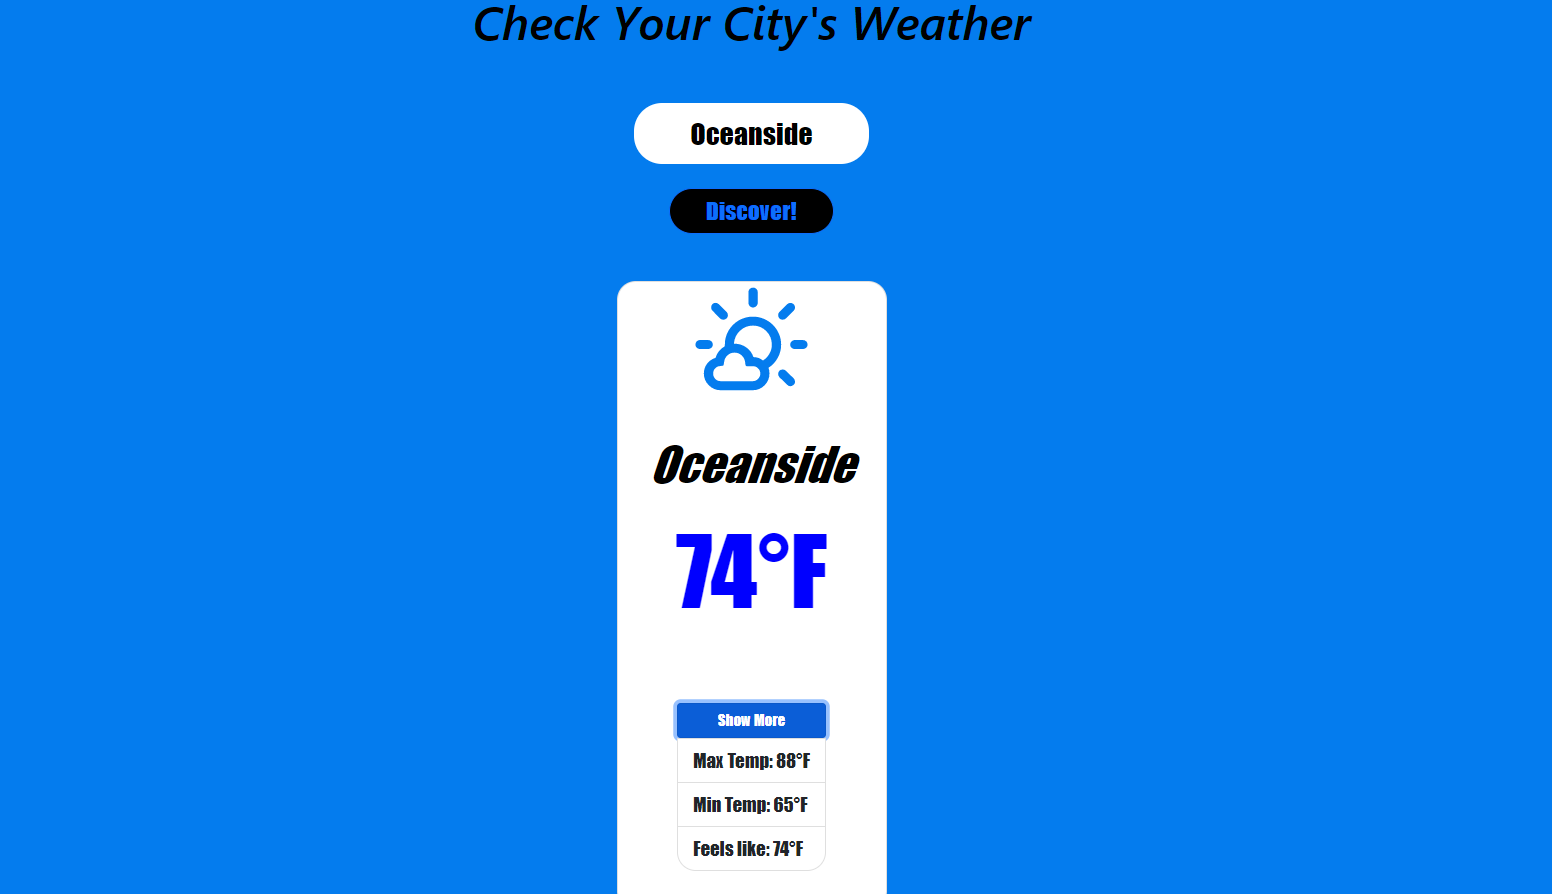 Check Your City's Weather
Oceanside
Discover!
Oceanside
74°F
Show More
Max Temp: 88°F
Min Temp: 65°F
Feels like: 74°F